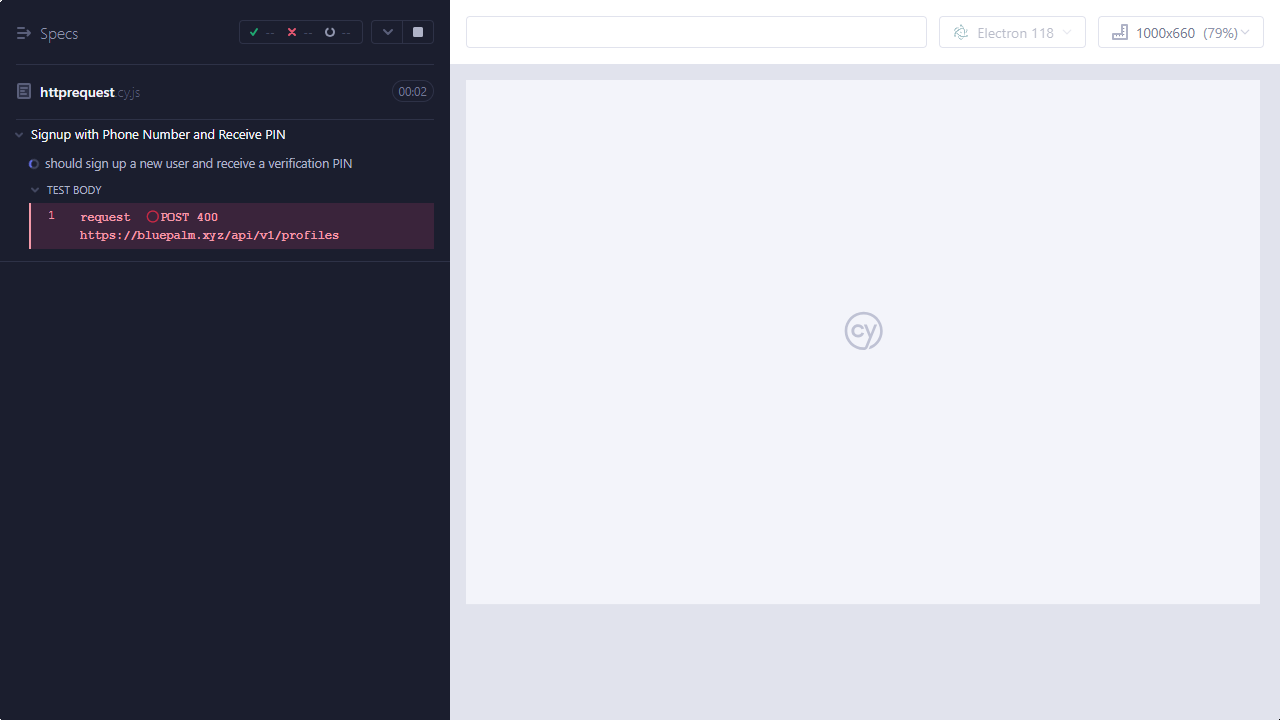 Specs
--
--
--
httprequest.cy.js
00:02
Signup with Phone Number and Receive PIN
should sign up a new user and receive a verification PIN
TEST BODY
1 request POST 400
https://bluepalm.xyz/api/v1/profiles
Electron 118
1000x660 (79%)
cy